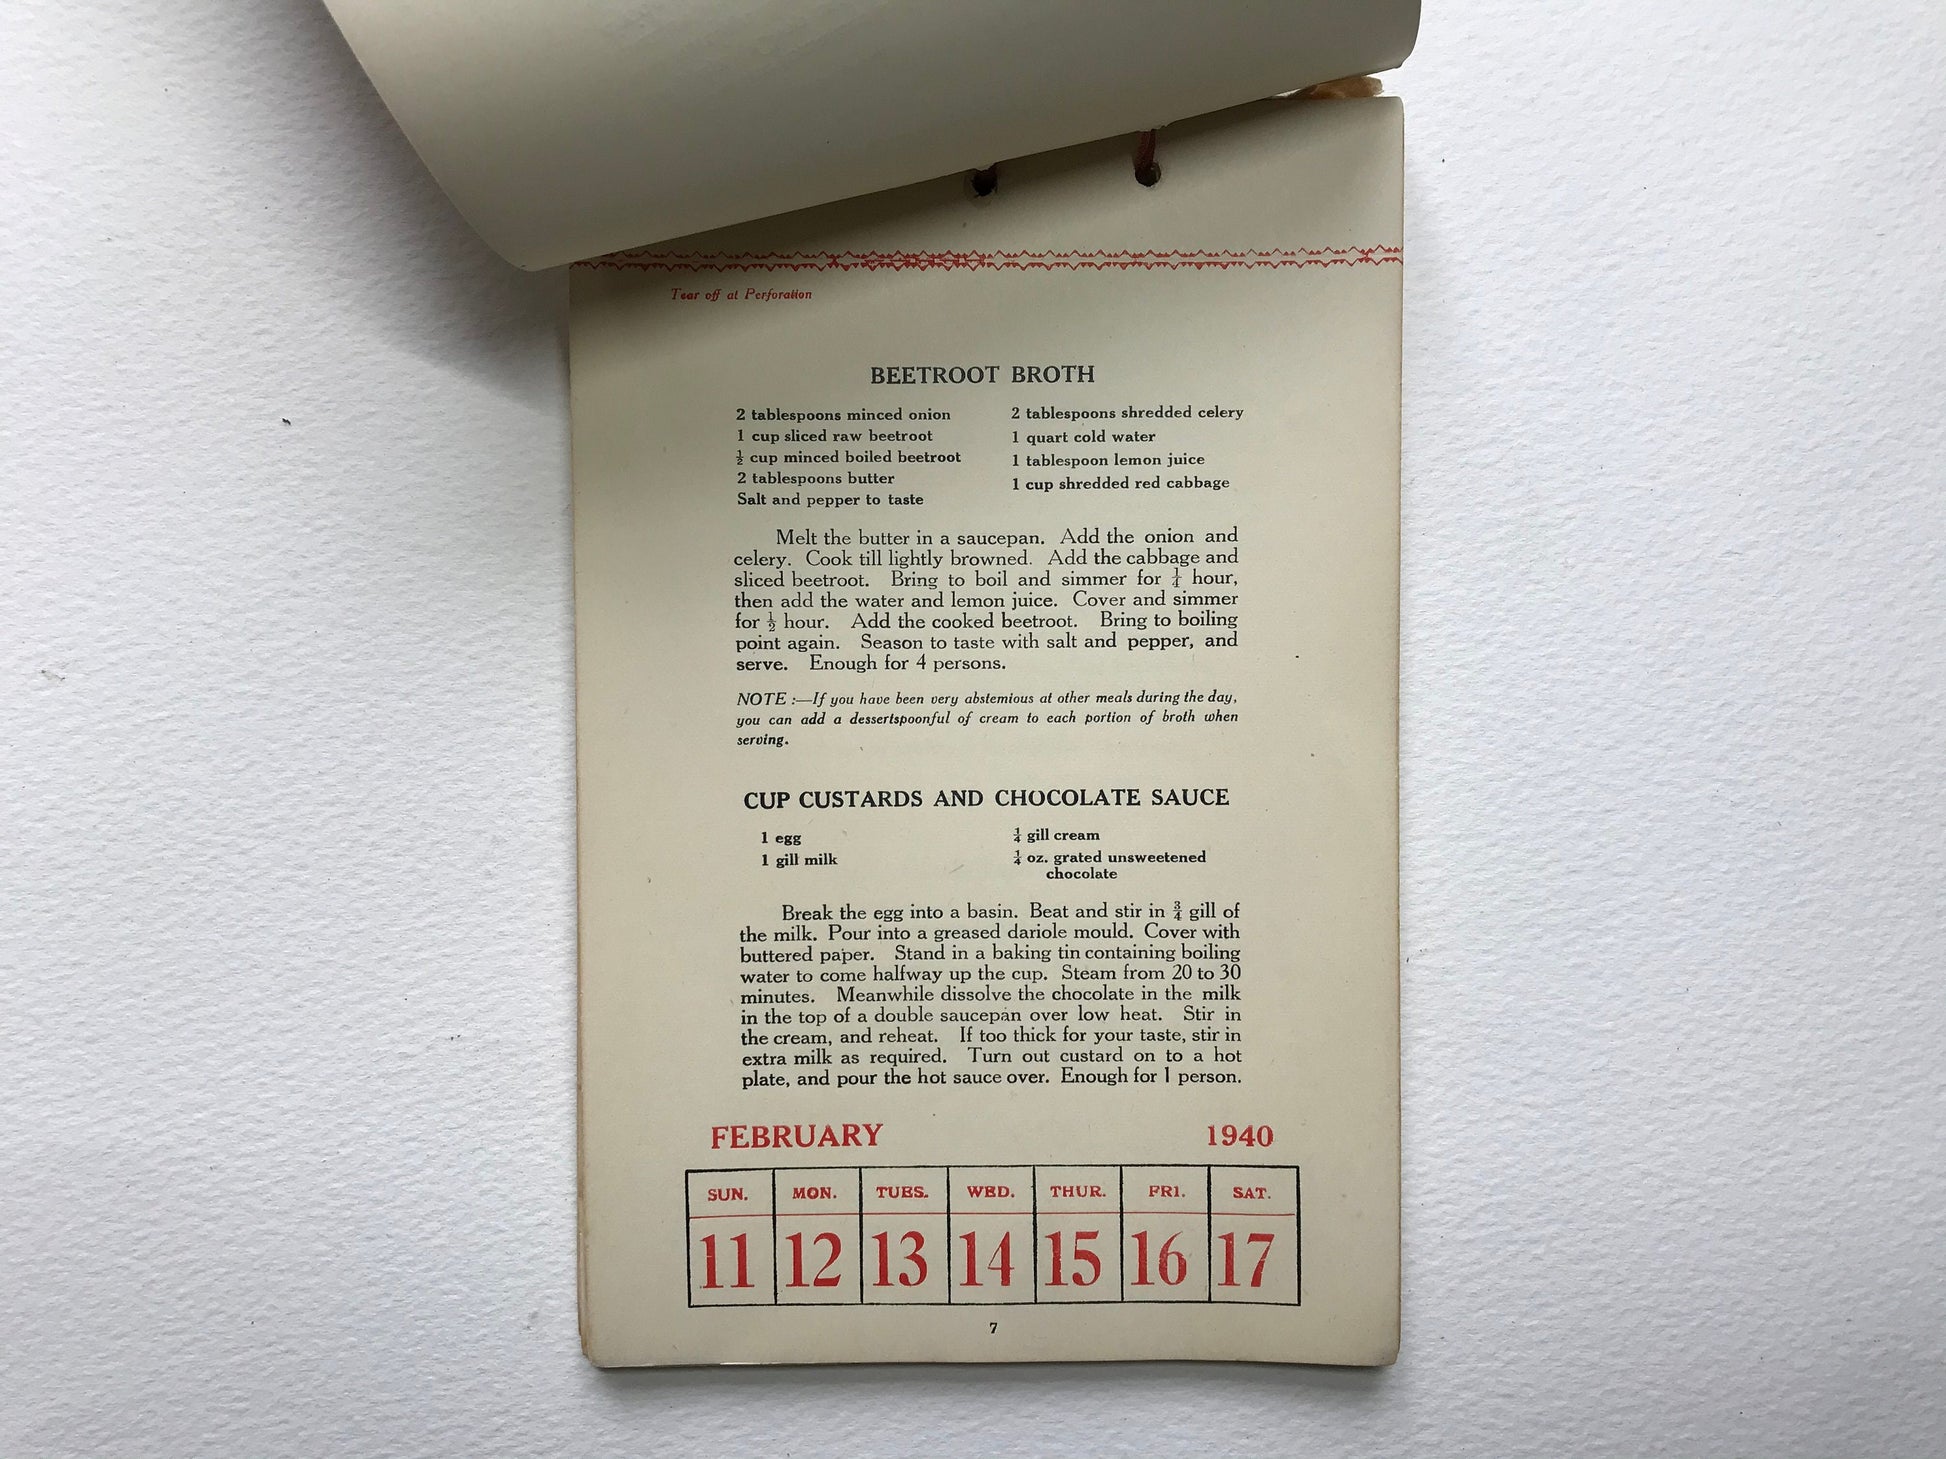 Tear off at Perforation
BEETROOT BROTH
2 tablespoons minced onion
1 cup sliced raw beetroot
½ cup minced boiled beetroot
2 tablespoons butter
Salt and pepper to taste
2 tablespoons shredded celery
1 quart cold water
1 tablespoon lemon juice
1 cup shredded red cabbage
Melt the butter in a saucepan. Add the onion and
celery. Cook till lightly browned. Add the cabbage and
sliced beetroot. Bring to boil and simmer for ¼ hour,
then add the water and lemon juice. Cover and simmer
for ½ hour. Add the cooked beetroot. Bring to boiling
point again. Season to taste with salt and pepper, and
serve. Enough for 4 persons.
NOTE :—If you have been very abstemious at other meals during the day,
you can add a dessertspoonful of cream to each portion of broth when
serving.
CUP CUSTARDS AND CHOCOLATE SAUCE
1 egg
1 gill milk
¼ gill cream
¼ oz. grated unsweetened
chocolate
Break the egg into a basin. Beat and stir in ¾ gill of
the milk. Pour into a greased dariole mould. Cover with
buttered paper. Stand in a baking tin containing boiling
water to come halfway up the cup. Steam from 20 to 30
minutes. Meanwhile dissolve the chocolate in the milk
in the top of a double saucepan over low heat. Stir in
the cream, and reheat. If too thick for your taste, stir in
extra milk as required. Turn out custard on to a hot
plate, and pour the hot sauce over. Enough for 1 person.
FEBRUARY 1940
SUN. MON. TUES. WED. THUR. FRI. SAT.
11 12 13 14 15 16 17
7